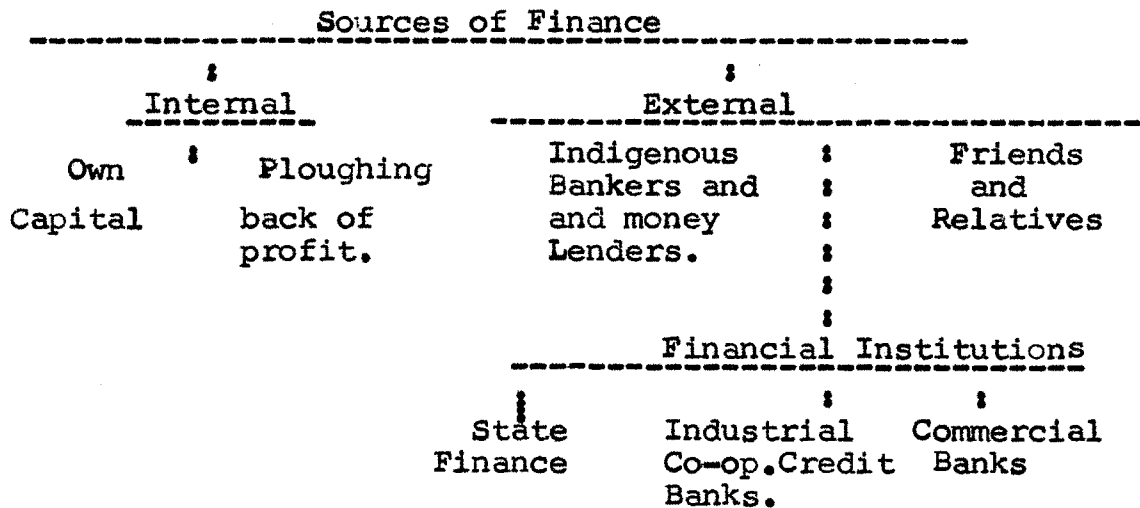 Sources of Finance
Internal
External
Own
Capital
Ploughing
back of
profit.
Indigenous
Bankers and
and money
Lenders.
Friends
and
Relatives
Financial Institutions
State
Finance
Industrial
Co-op.Credit
Banks.
Commercial
Banks